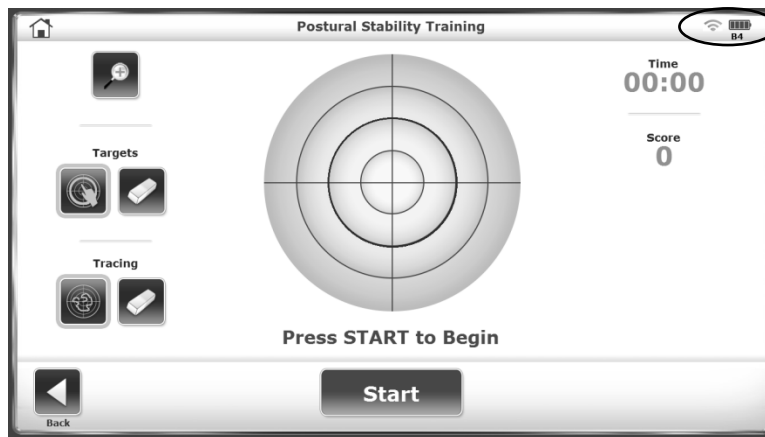 Postural Stability Training
B4
Time
00:00
Score
0
Targets
Tracing
Press START to Begin
Start
Back